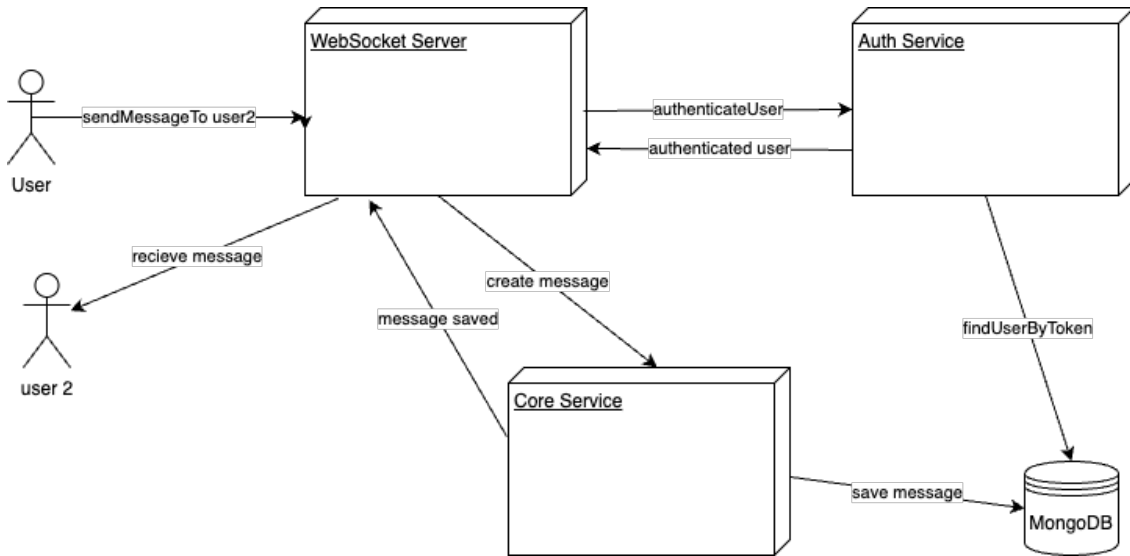 WebSocket Server
Auth Service
sendMessageTo user2
authenticateUser
authenticated user
User
recieve message
create message
message saved
findUserByToken
user 2
Core Service
save message
MongoDB